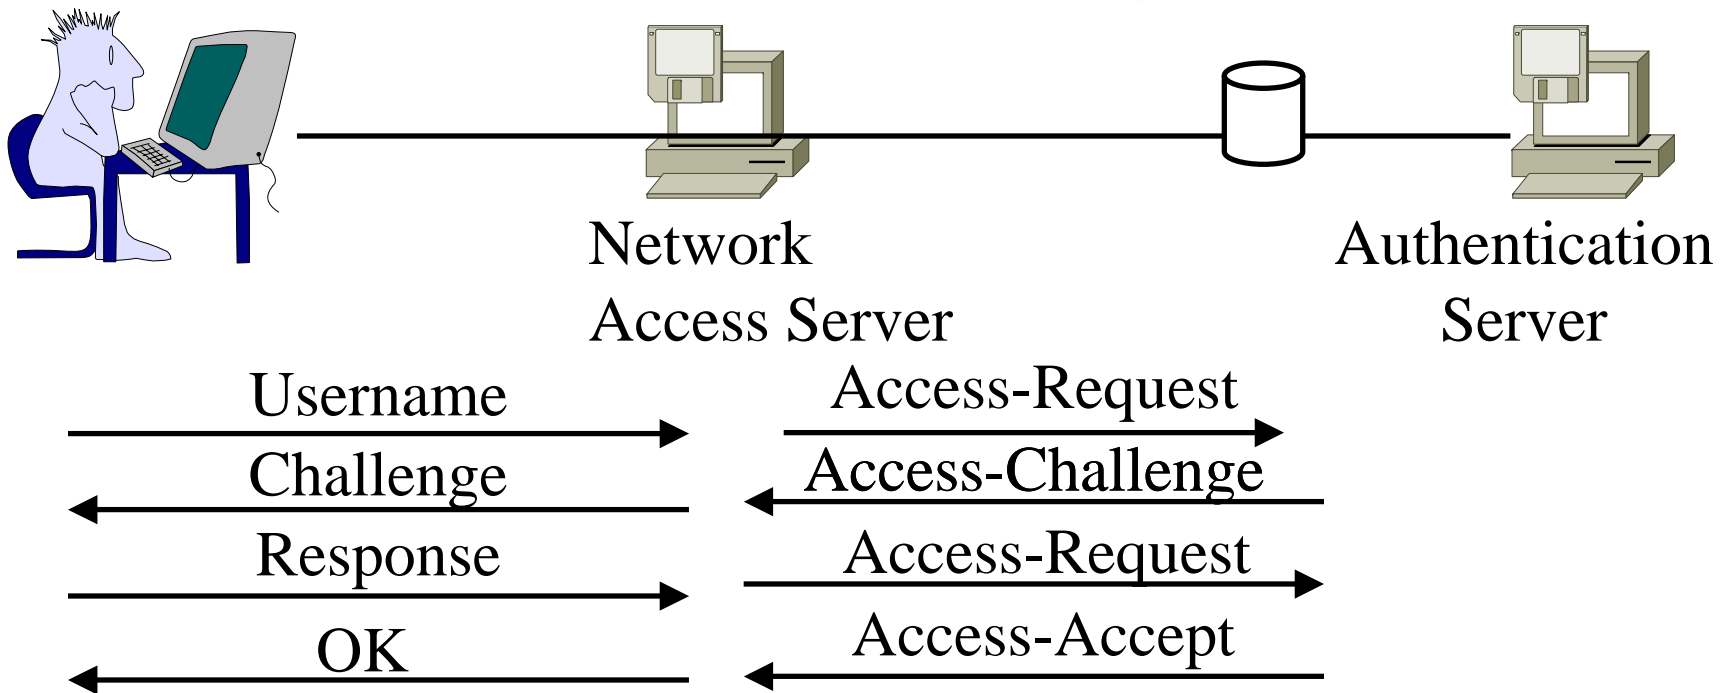 Network
Access Server
Authentication
Server
Username
Access-Request
Challenge
Access-Challenge
Response
Access-Request
OK
Access-Accept